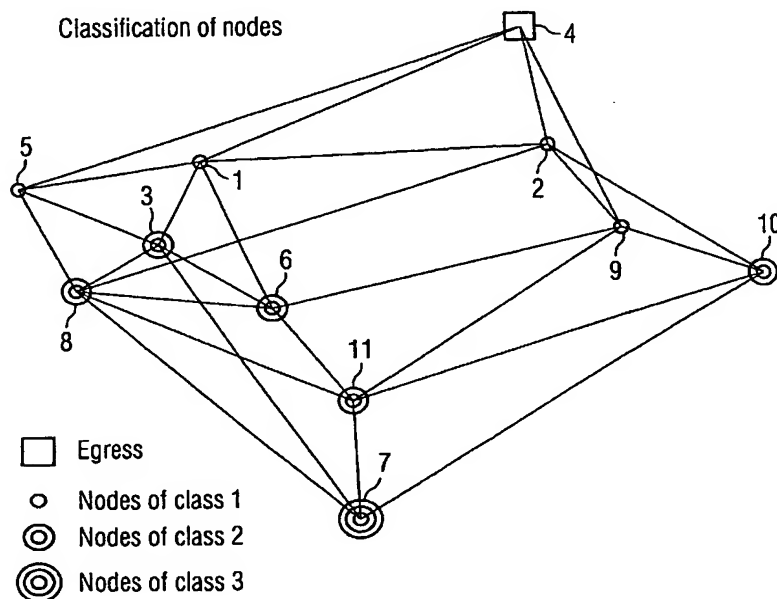 Classification of nodes
4
5
1
2
3
10
6
9
8
11
7
Egress
Nodes of class 1
Nodes of class 2
Nodes of class 3